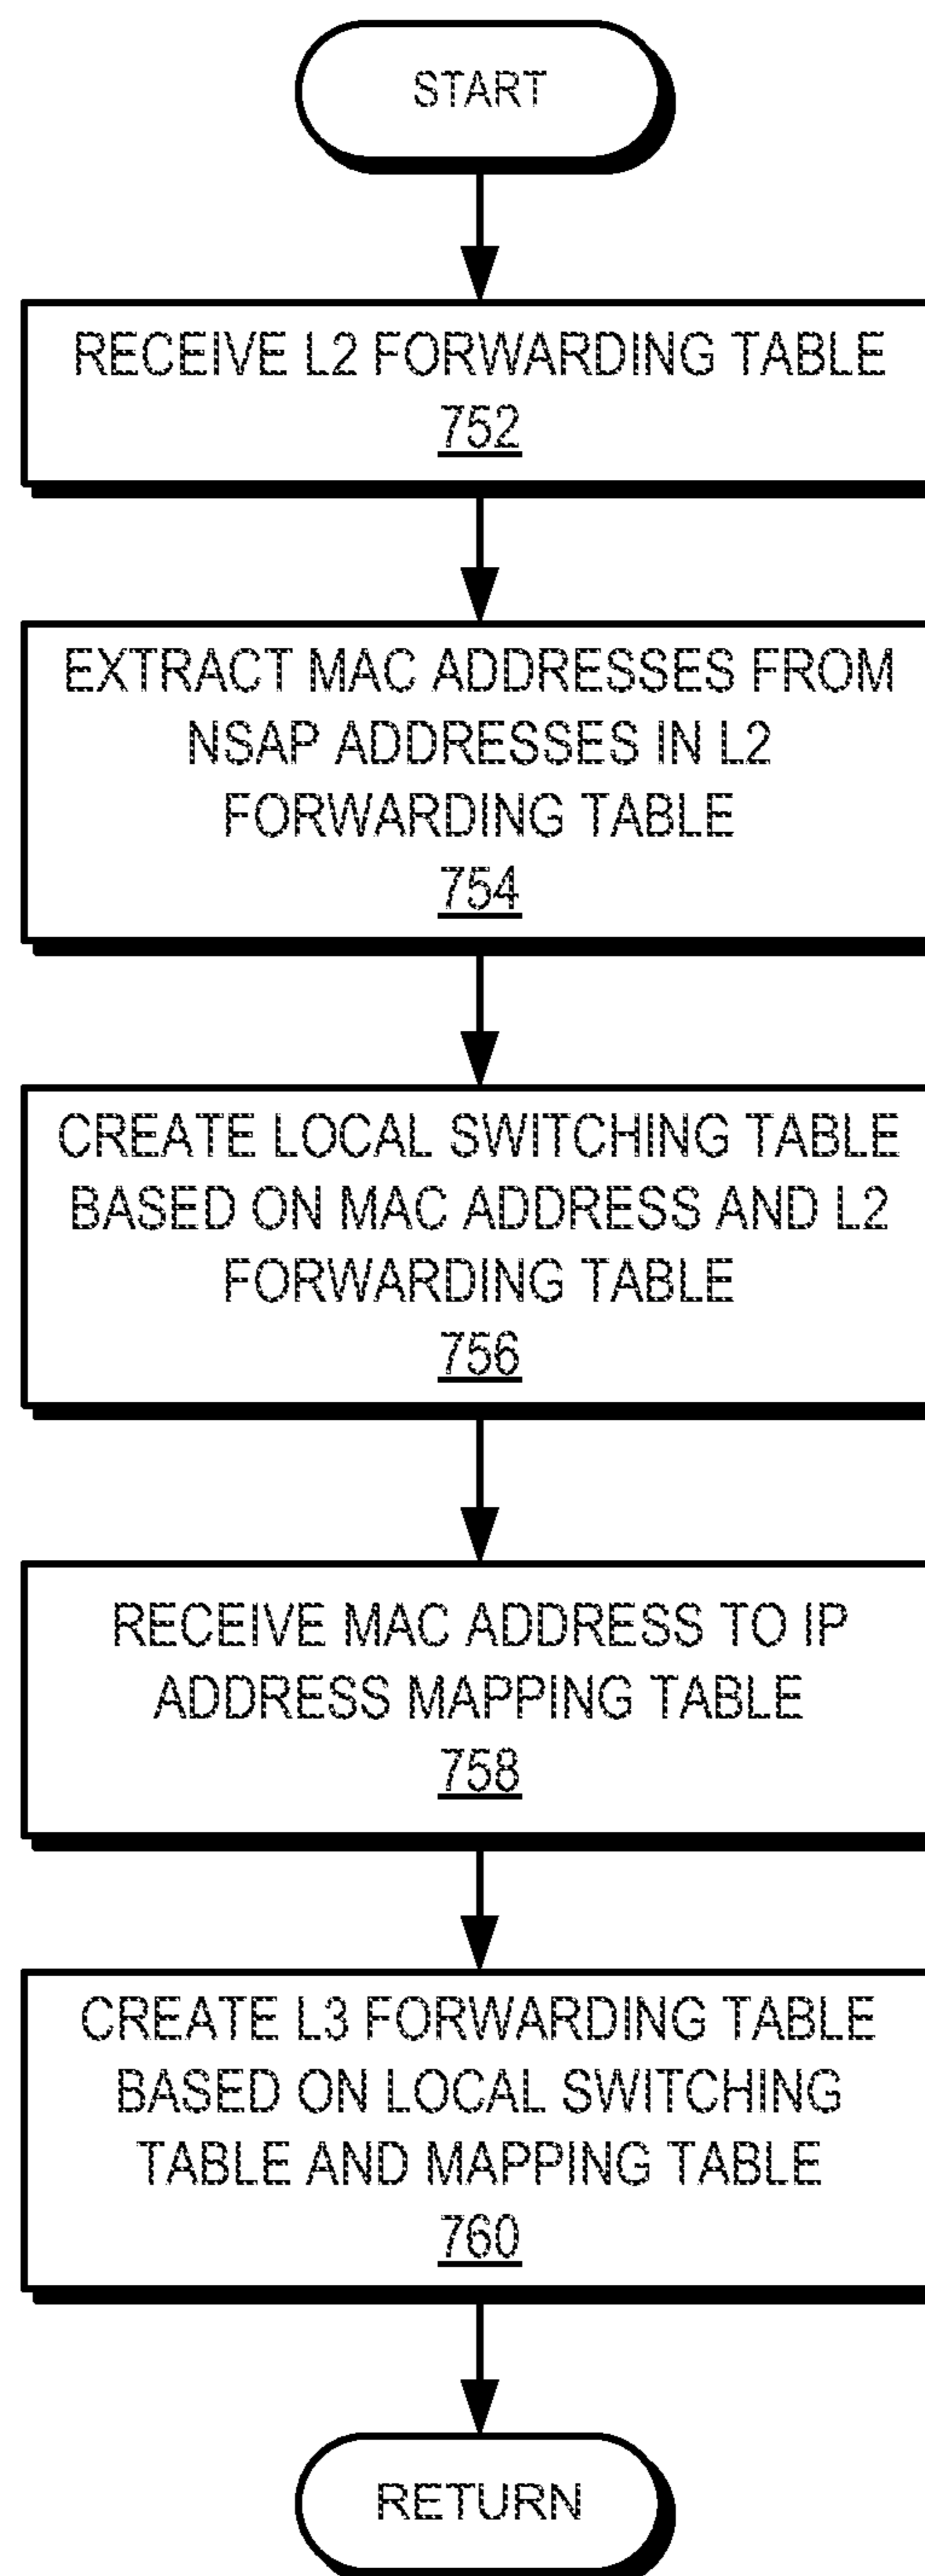 START
RECEIVE L2 FORWARDING TABLE
752
EXTRACT MAC ADDRESSES FROM
NSAP ADDRESSES IN L2
FORWARDING TABLE
754
CREATE LOCAL SWITCHING TABLE
BASED ON MAC ADDRESS AND L2
FORWARDING TABLE
756
RECEIVE MAC ADDRESS TO IP
ADDRESS MAPPING TABLE
758
CREATE L3 FORWARDING TABLE
BASED ON LOCAL SWITCHING
TABLE AND MAPPING TABLE
760
RETURN